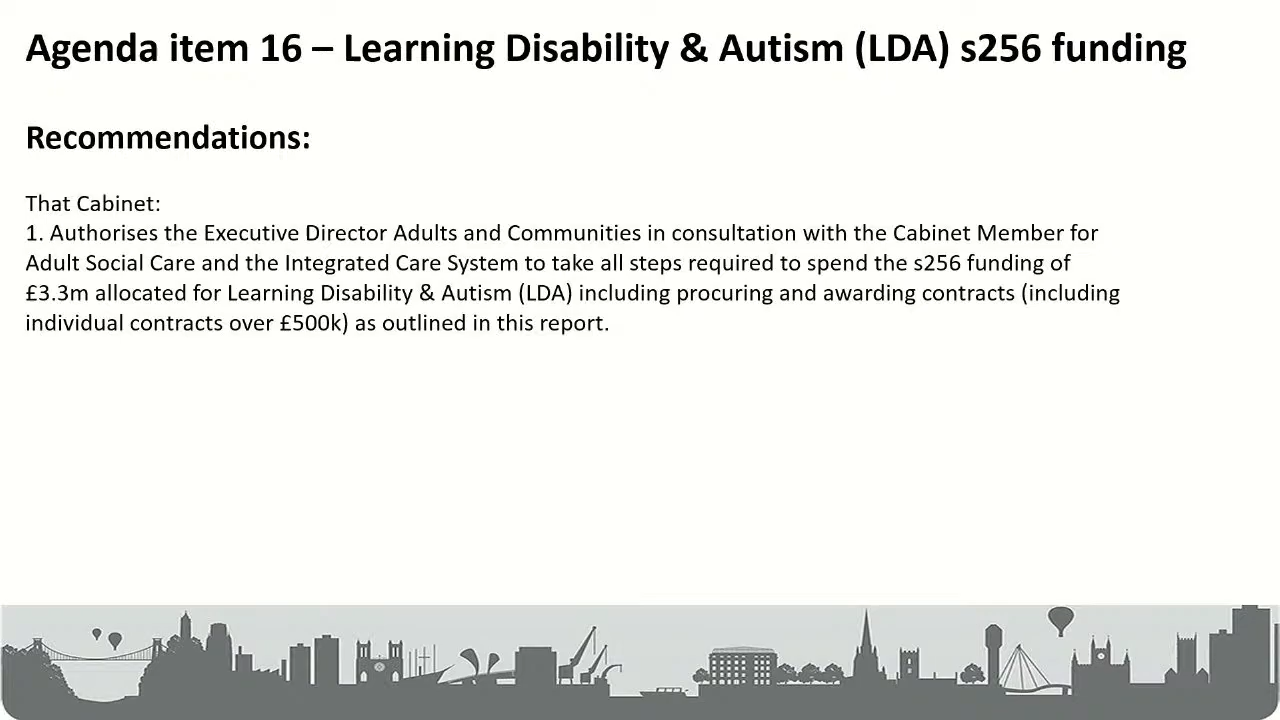 Agenda item 16 – Learning Disability & Autism (LDA) s256 funding
Recommendations:
That Cabinet:
1. Authorises the Executive Director Adults and Communities in consultation with the Cabinet Member for
Adult Social Care and the Integrated Care System to take all steps required to spend the s256 funding of
£3.3m allocated for Learning Disability & Autism (LDA) including procuring and awarding contracts (including
individual contracts over £500k) as outlined in this report.